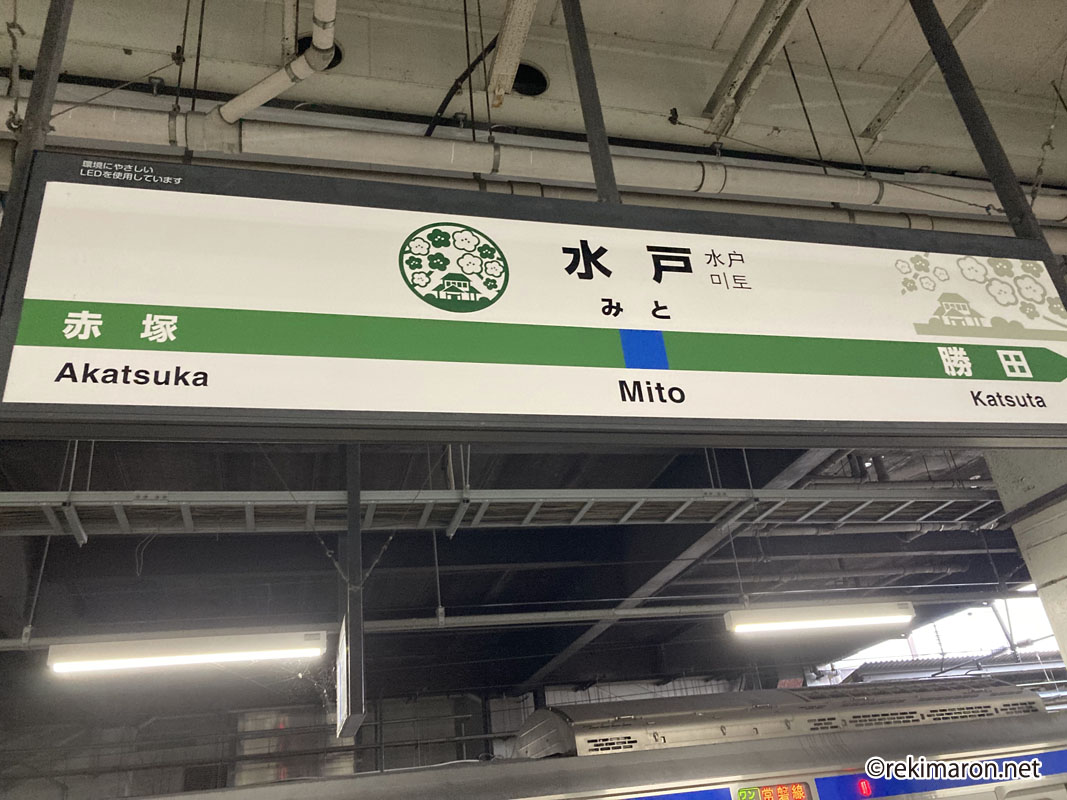 環境にやさしい
LEDを使用しています
水戸
水户
미토
みと
赤塚
勝田
Akatsuka
Mito
Katsuta
ワン
常磐線
©rekimaron.net